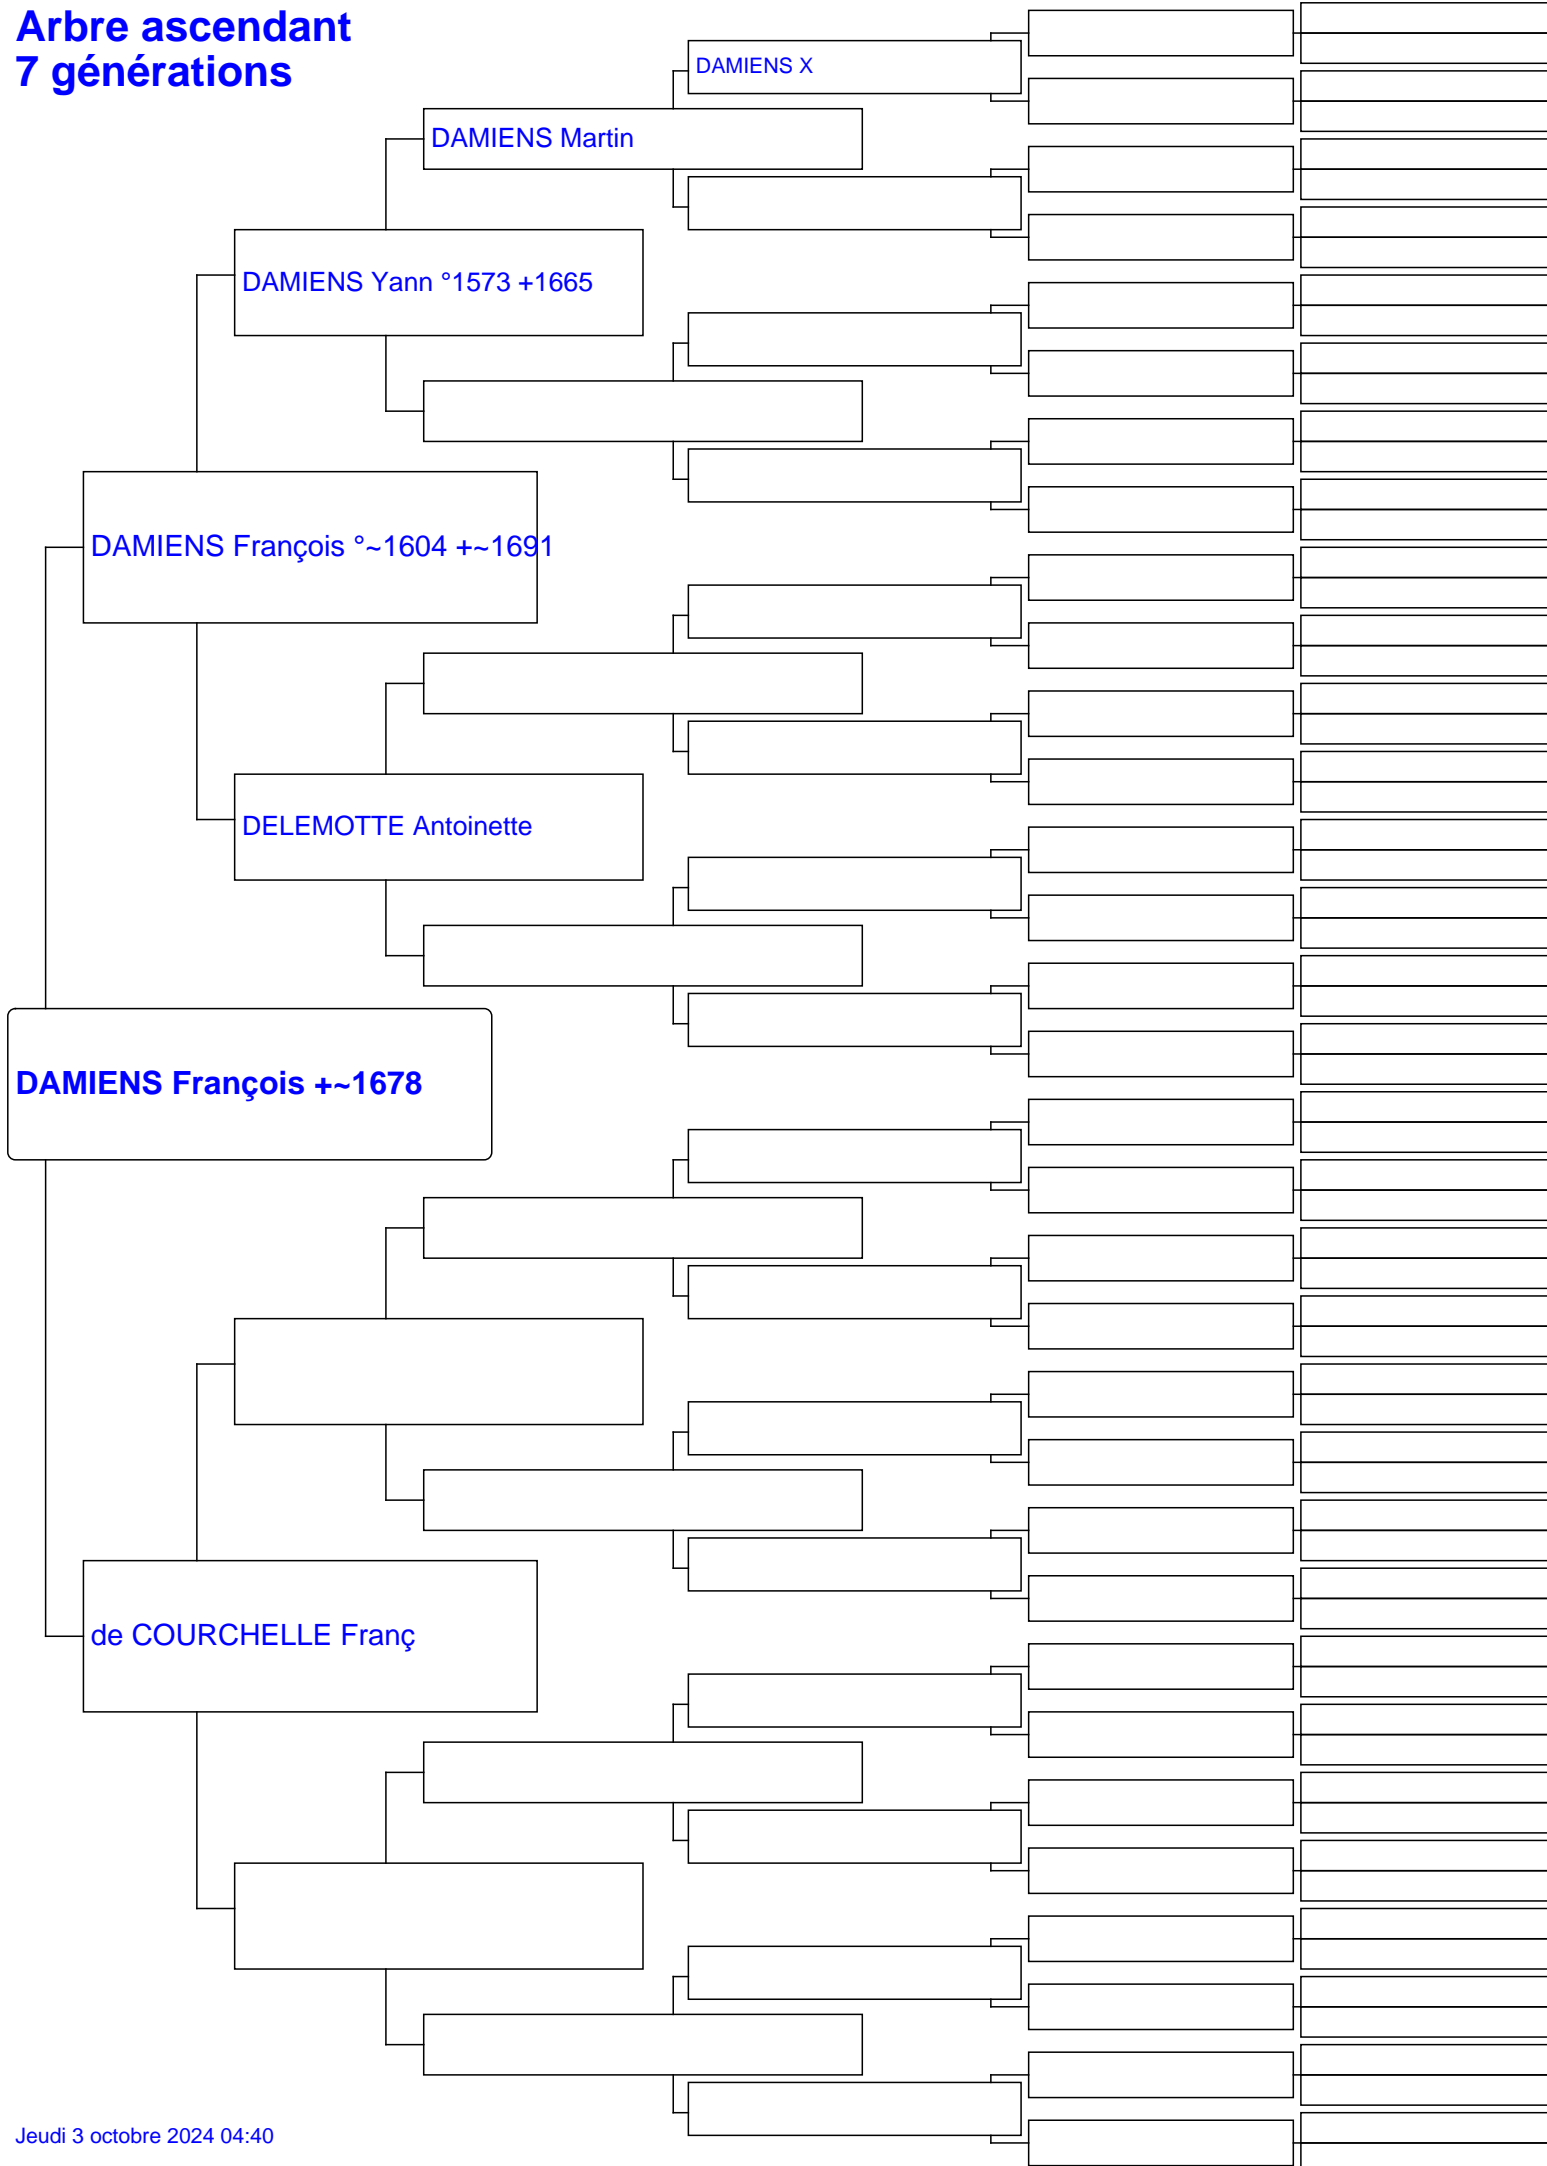 Arbre ascendant
7 générations
DAMIENS X
DAMIENS Martin
DAMIENS Yann °1573 +1665
DAMIENS François °~1604 +~1691
DELEMOTTE Antoinette
DAMIENS François +~1678
de COURCHELLE Franç
Jeudi 3 octobre 2024 04:40